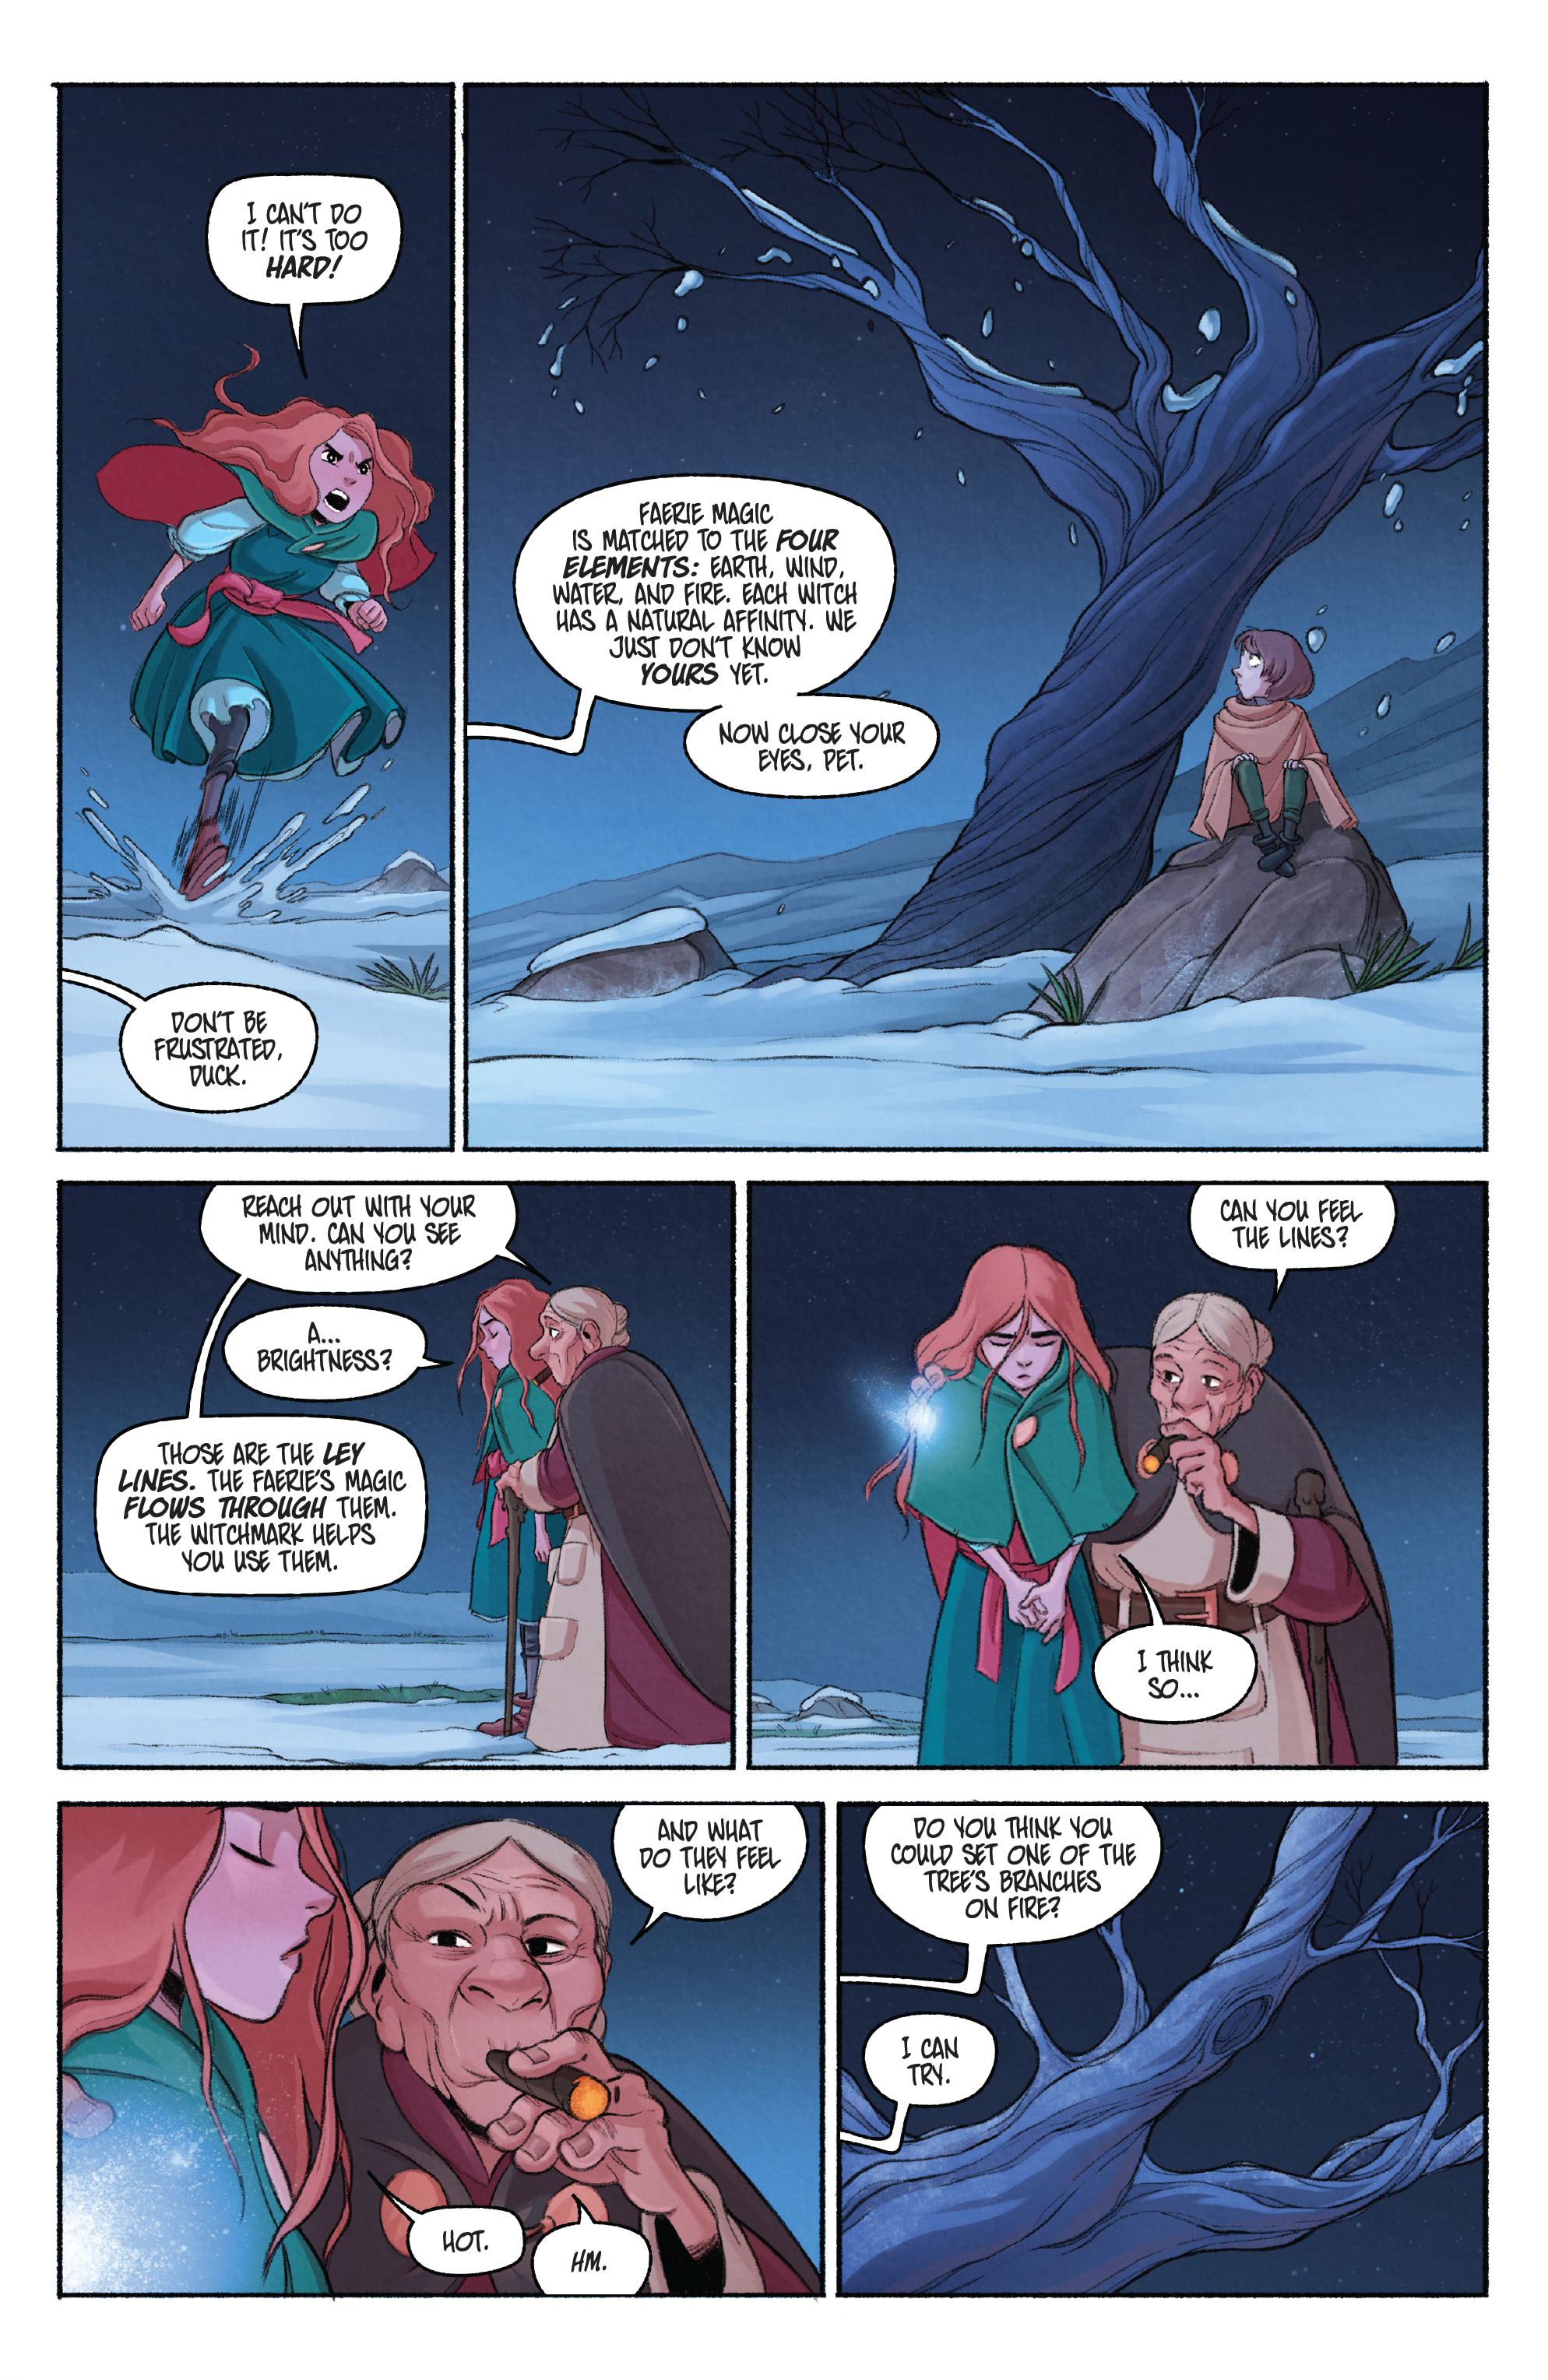 I CAN'T DO
IT! IT'S TOO
HARD!
DON'T BE
FRUSTRATED,
DUCK.
FAERIE MAGIC
IS MATCHED TO THE FOUR
ELEMENTS: EARTH, WIND,
WATER, AND FIRE. EACH WITCH
HAS A NATURAL AFFINITY. WE
JUST DON'T KNOW
YOURS YET.
NOW CLOSE YOUR
EYES, PET.
REACH OUT WITH YOUR
MIND. CAN YOU SEE
ANYTHING?
A...
BRIGHTNESS?
THOSE ARE THE LEY
LINES. THE FAERIE'S MAGIC
FLOWS THROUGH THEM.
THE WITCHMARK HELPS
YOU USE THEM.
CAN YOU FEEL
THE LINES?
I THINK
SO...
AND WHAT
DO THEY FEEL
LIKE?
HOT.
HM.
DO YOU THINK YOU
COULD SET ONE OF THE
TREE'S BRANCHES
ON FIRE?
I CAN
TRY.